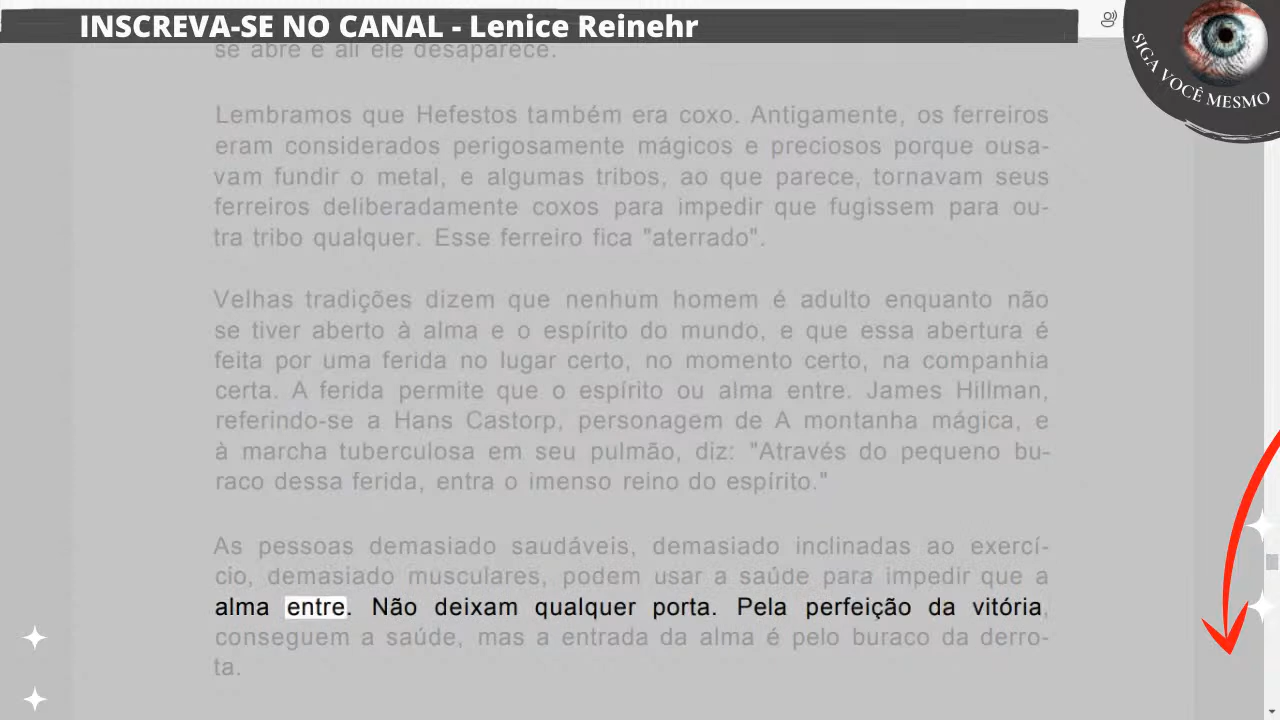 INSCREVA-SE NO CANAL - Lenice Reinehr
SIGA VOCÊ MESMO
se abre e ali ele desaparece.
Lembramos que Hefestos também era coxo. Antigamente, os ferreiros
eram considerados perigosamente mágicos e preciosos porque ousa-
vam fundir o metal, e algumas tribos, ao que parece, tornavam seus
ferreiros deliberadamente coxos para impedir que fugissem para ou-
tra tribo qualquer. Esse ferreiro fica "aterrado".
Velhas tradições dizem que nenhum homem é adulto enquanto não
se tiver aberto à alma e o espírito do mundo, e que essa abertura é
feita por uma ferida no lugar certo, no momento certo, na companhia
certa. A ferida permite que o espírito ou alma entre. James Hillman,
referindo-se a Hans Castorp, personagem de A montanha mágica, e
à marcha tuberculosa em seu pulmão, diz: "Através do pequeno bu-
raco dessa ferida, entra o imenso reino do espírito."
As pessoas demasiado saudáveis, demasiado inclinadas ao exercí-
cio, demasiado musculares, podem usar a saúde para impedir que a
alma entre. Não deixam qualquer porta. Pela perfeição da vitória,
conseguem a saúde, mas a entrada da alma é pelo buraco da derro-
ta.